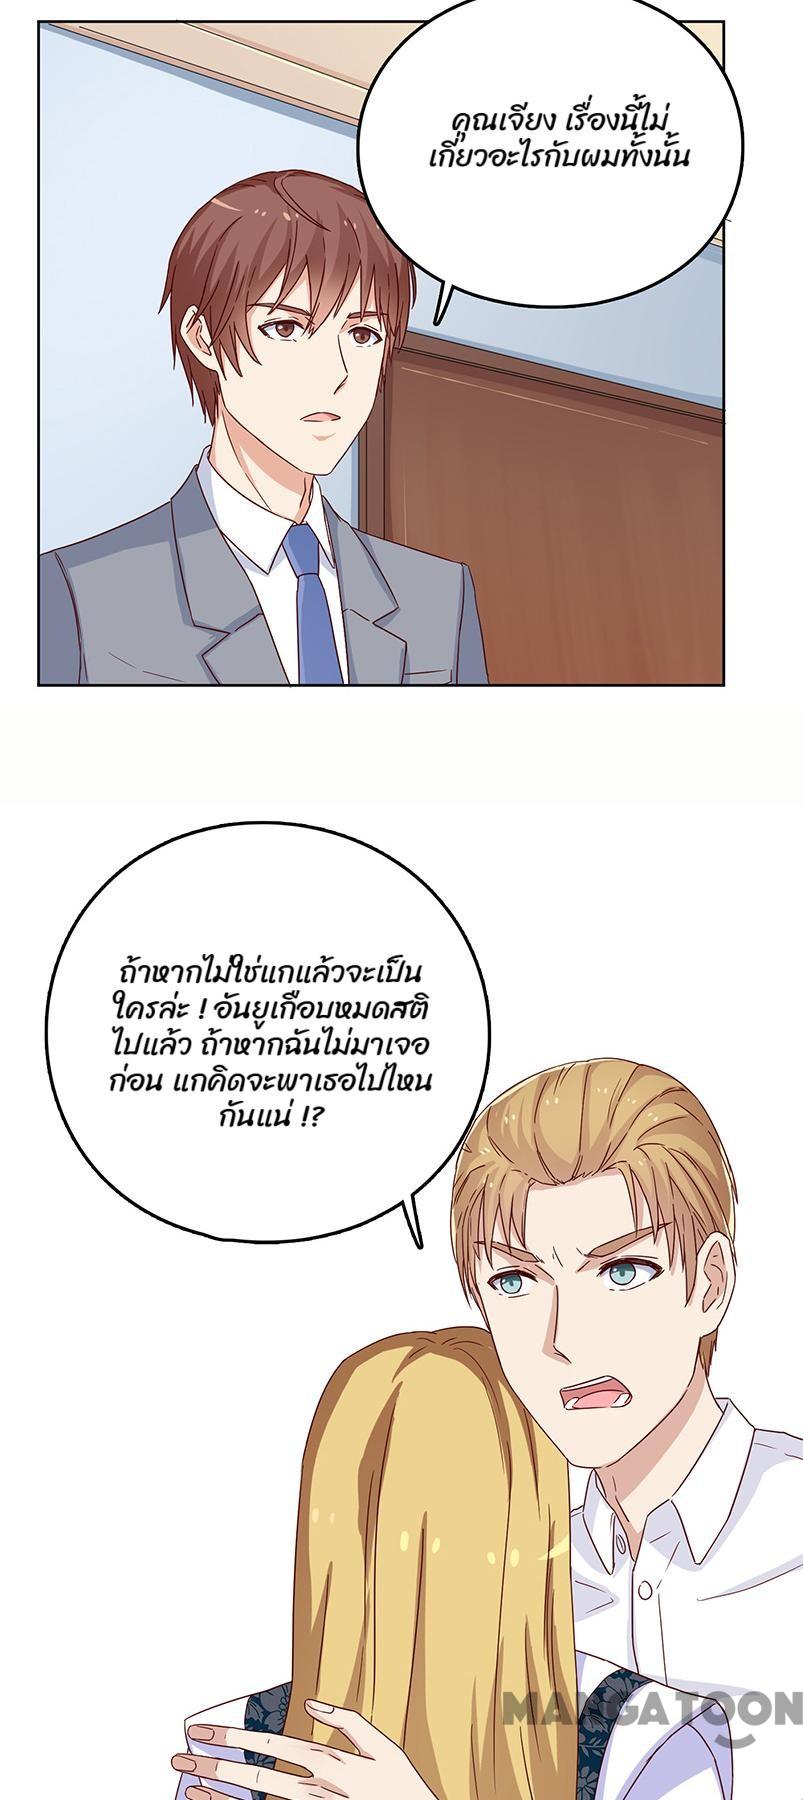 คุณเจียง เรื่องนี้ไม่
เกี่ยวอะไรกับผมทั้งนั้น
ถ้าหากไม่ใช่แกแล้วจะเป็น
ใครล่ะ ! อันยูเกือบหมดสติ
ไปแล้ว ถ้าหากฉันไม่มาเจอ
ก่อน แกคิดจะพาเธอไปไหน
กันแน่ !?
MANGATOON